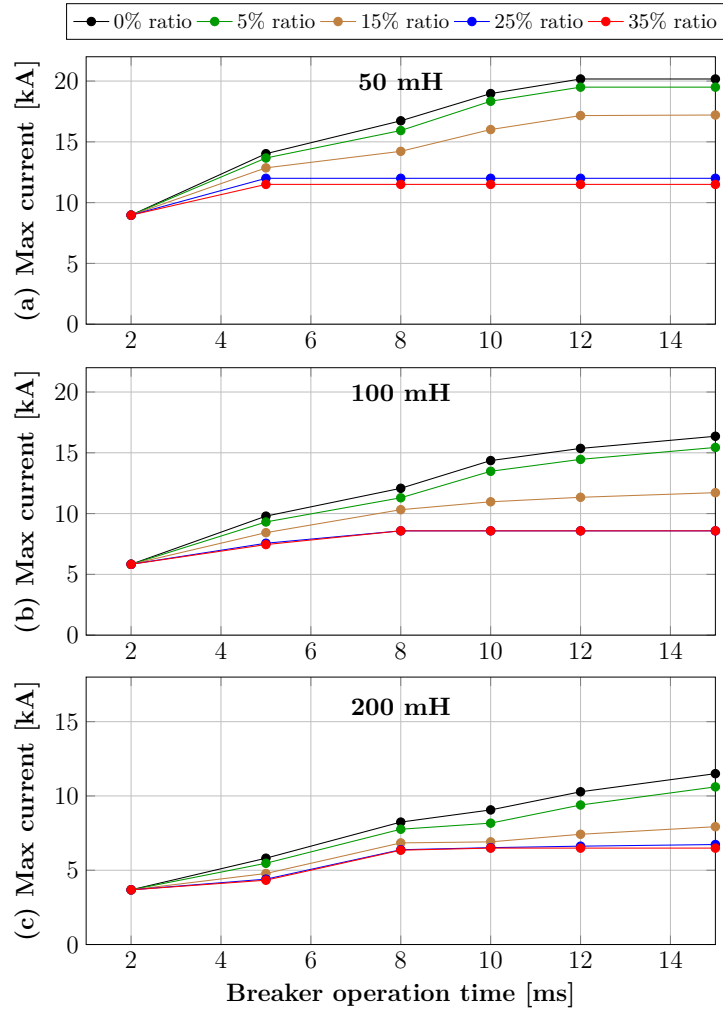 0% ratio 5% ratio 15% ratio 25% ratio 35% ratio
50 mH
(a) Max current [kA]
20
15
10
5
0
2 4 6 8 10 12 14
100 mH
(b) Max current [kA]
20
15
10
5
0
2 4 6 8 10 12 14
200 mH
(c) Max current [kA]
15
10
5
0
2 4 6 8 10 12 14
Breaker operation time [ms]